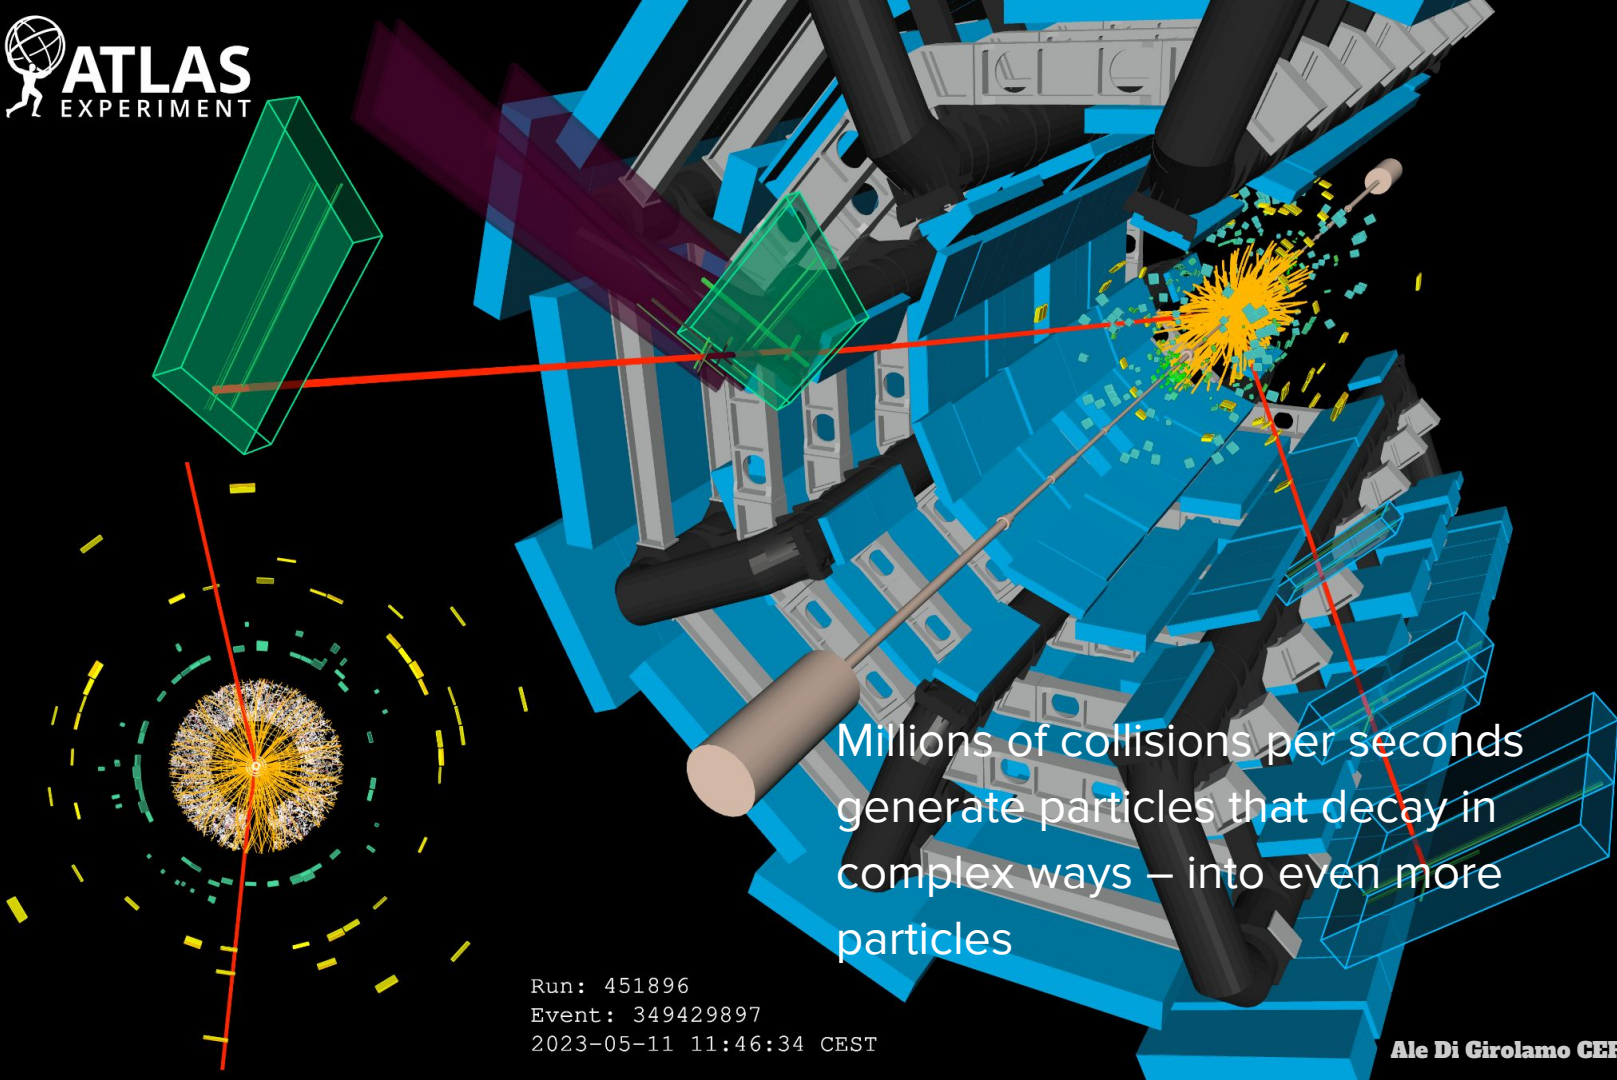 ATLAS
EXPERIMENT
Millions of collisions per seconds
generate particles that decay in
complex ways – into even more
particles
Run: 451896
Event: 349429897
2023-05-11 11:46:34 CEST
Ale Di Girolamo